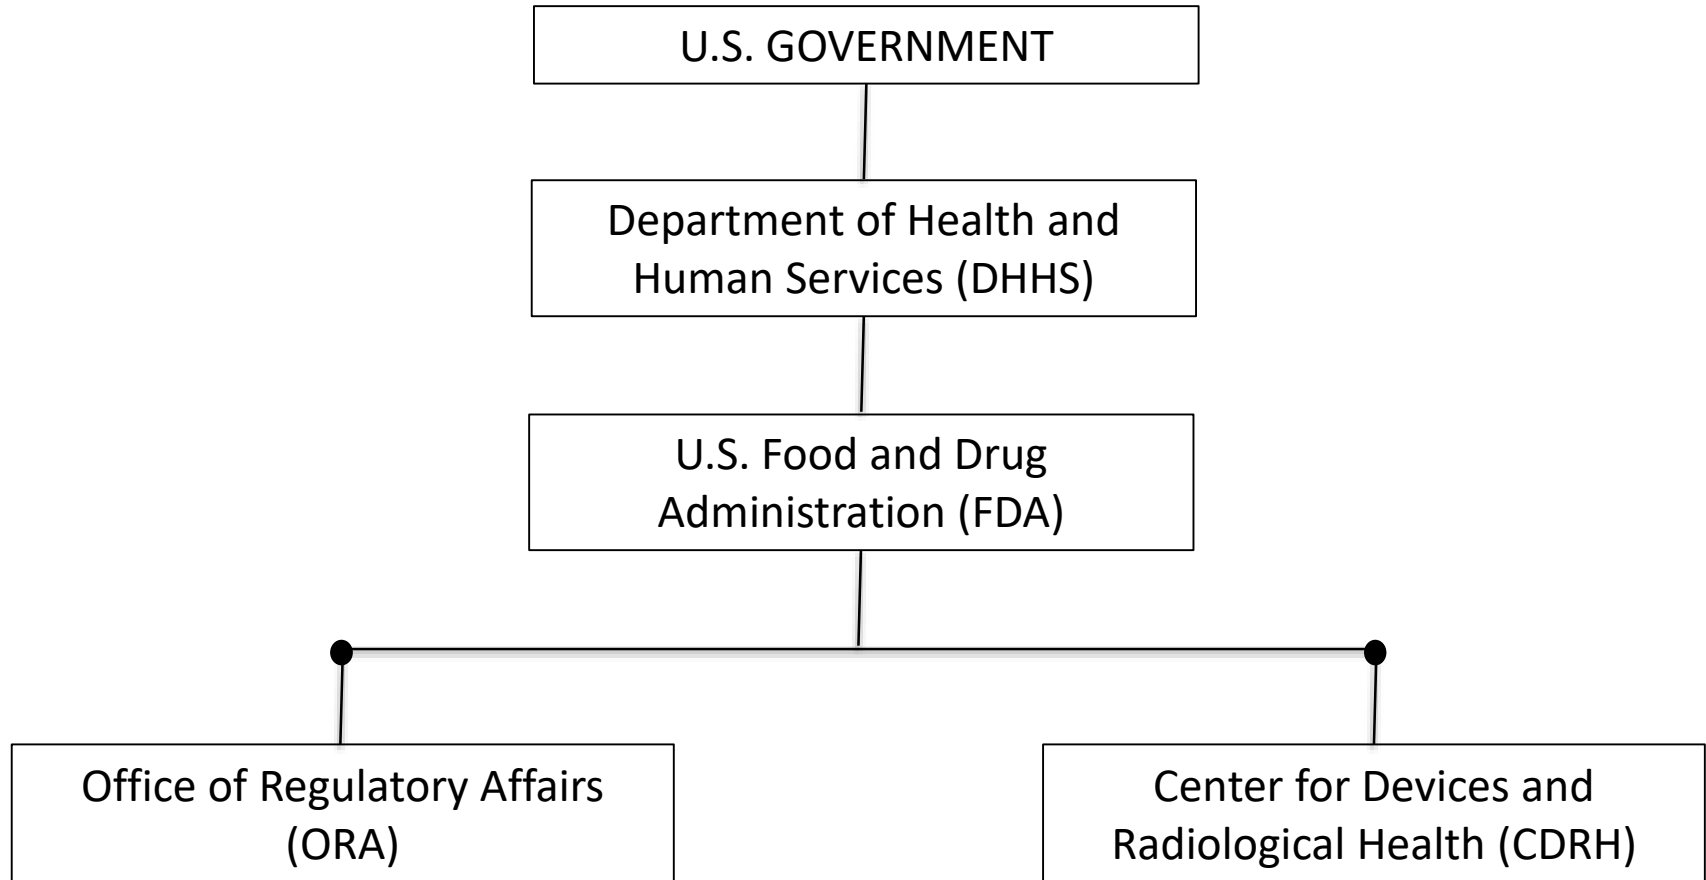 U.S. GOVERNMENT
Department of Health and
Human Services (DHHS)
U.S. Food and Drug
Administration (FDA)
Office of Regulatory Affairs
(ORA)
Center for Devices and
Radiological Health (CDRH)